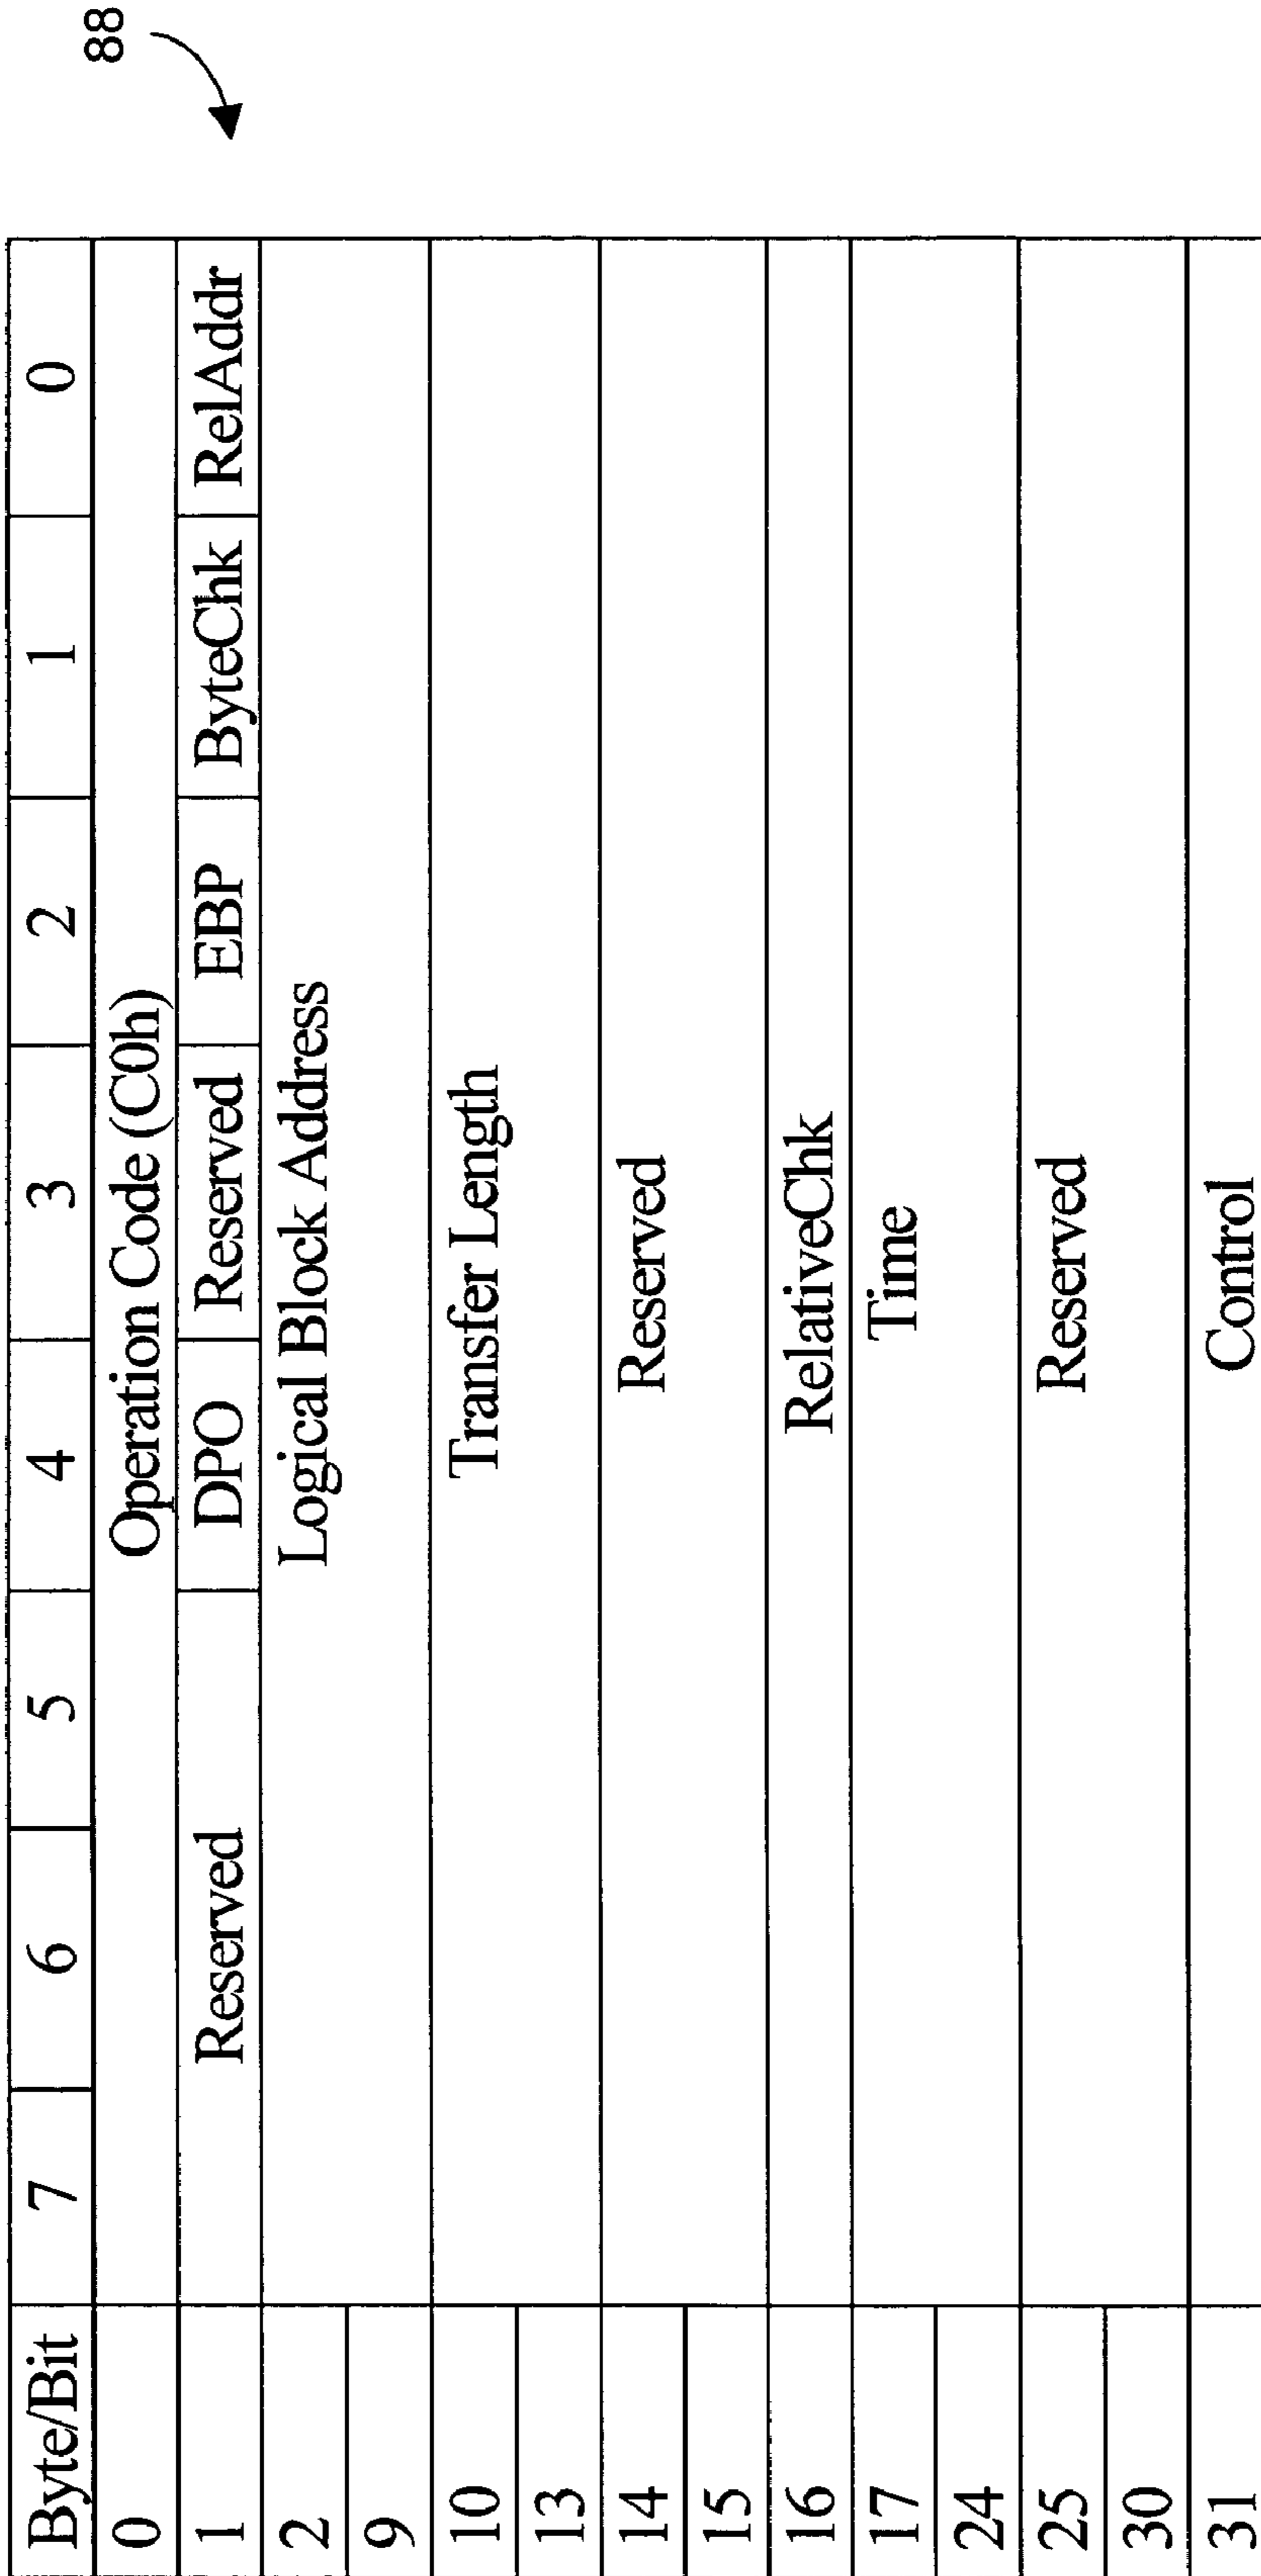 88
Byte/Bit 7 6 5 4 3 2 1 0
0 Operation Code (C0h)
1 Reserved DPO Reserved EBP ByteChk RelAddr
2 Logical Block Address
9
10 Transfer Length
13
14 Reserved
15
16 RelativeChk
17 Time
24
25 Reserved
30
31 Control